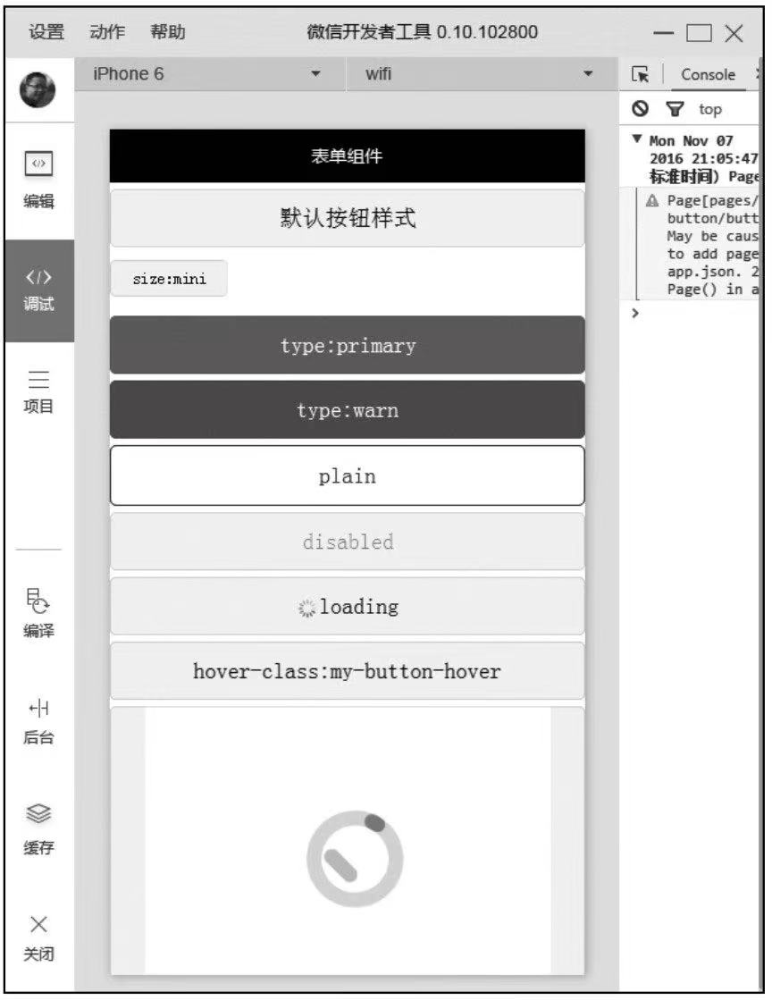 设置 动作 帮助 微信开发者工具 0.10.102800
iPhone 6 wifi
Console
top
编辑
调试
项目
编译
后台
缓存
关闭
表单组件
默认按钮样式
size:mini
type:primary
type:warn
plain
disabled
loading
hover-class:my-button-hover
Mon Nov 07
2016 21:05:47
标准时间) Page
Page[pages/
button/butt
May be caus
to add page
app.json. 2
Page() in a